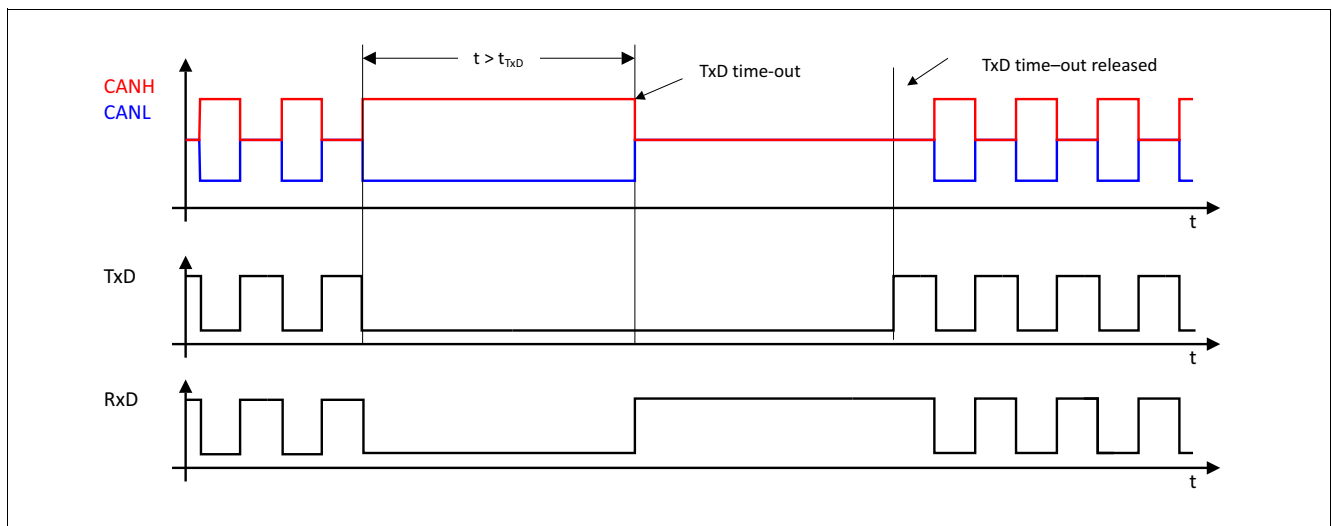 t > tTxD
TxD time-out
TxD time–out released
CANH
CANL
t
TxD
t
RxD
t